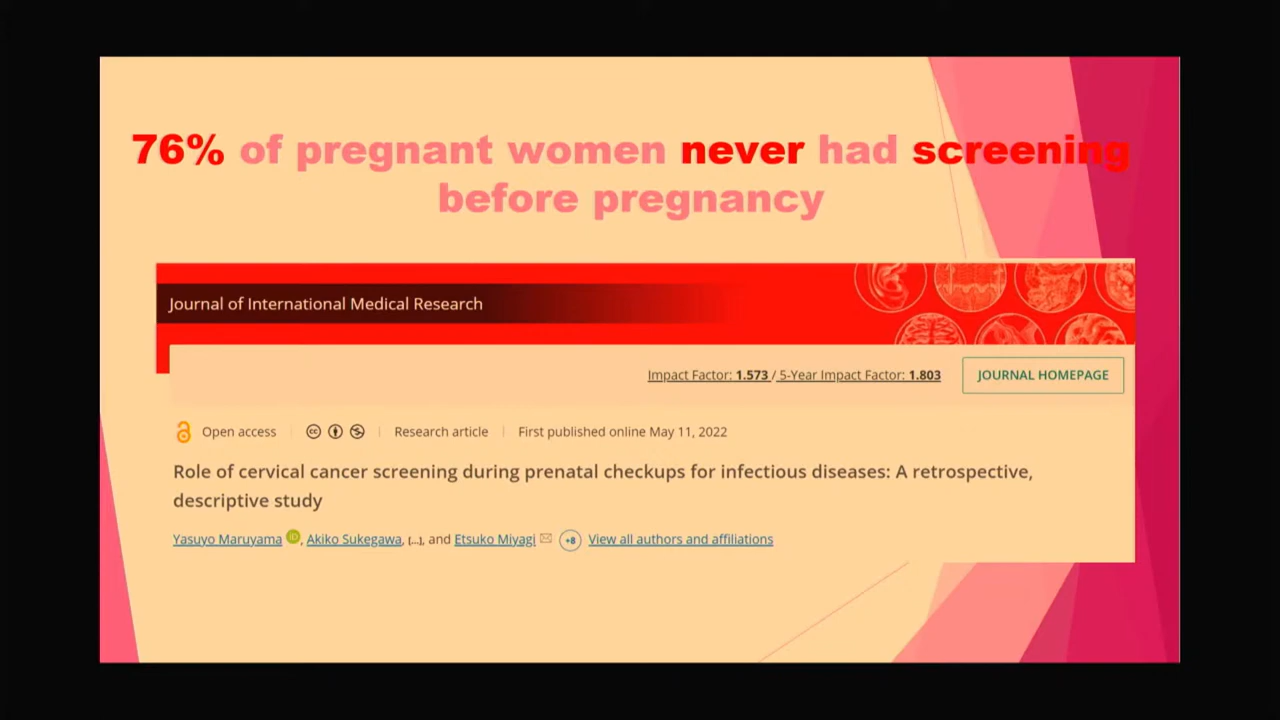 76% of pregnant women never had screening
before pregnancy
Journal of International Medical Research
Impact Factor: 1.573 / 5-Year Impact Factor: 1.803
JOURNAL HOMEPAGE
Open access | Research article | First published online May 11, 2022
Role of cervical cancer screening during prenatal checkups for infectious diseases: A retrospective,
descriptive study
Yasuyo Maruyama iD, Akiko Sukegawa, [...], and Etsuko Miyagi +8 View all authors and affiliations